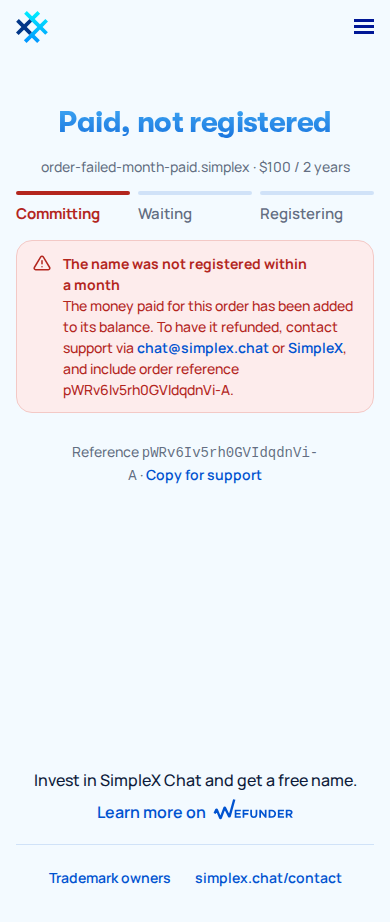 Paid, not registered
order-failed-month-paid.simplex · $100 / 2 years
Committing
Waiting
Registering
The name was not registered within
a month
The money paid for this order has been added
to its balance. To have it refunded, contact
support via chat@simplex.chat or SimpleX,
and include order reference
pWRv6Iv5rh0GVIdqdnVi-A.
Reference pWRv6Iv5rh0GVIdqdnVi-
A · Copy for support
Invest in SimpleX Chat and get a free name.
Learn more on WEFUNDER
Trademark owners
simplex.chat/contact